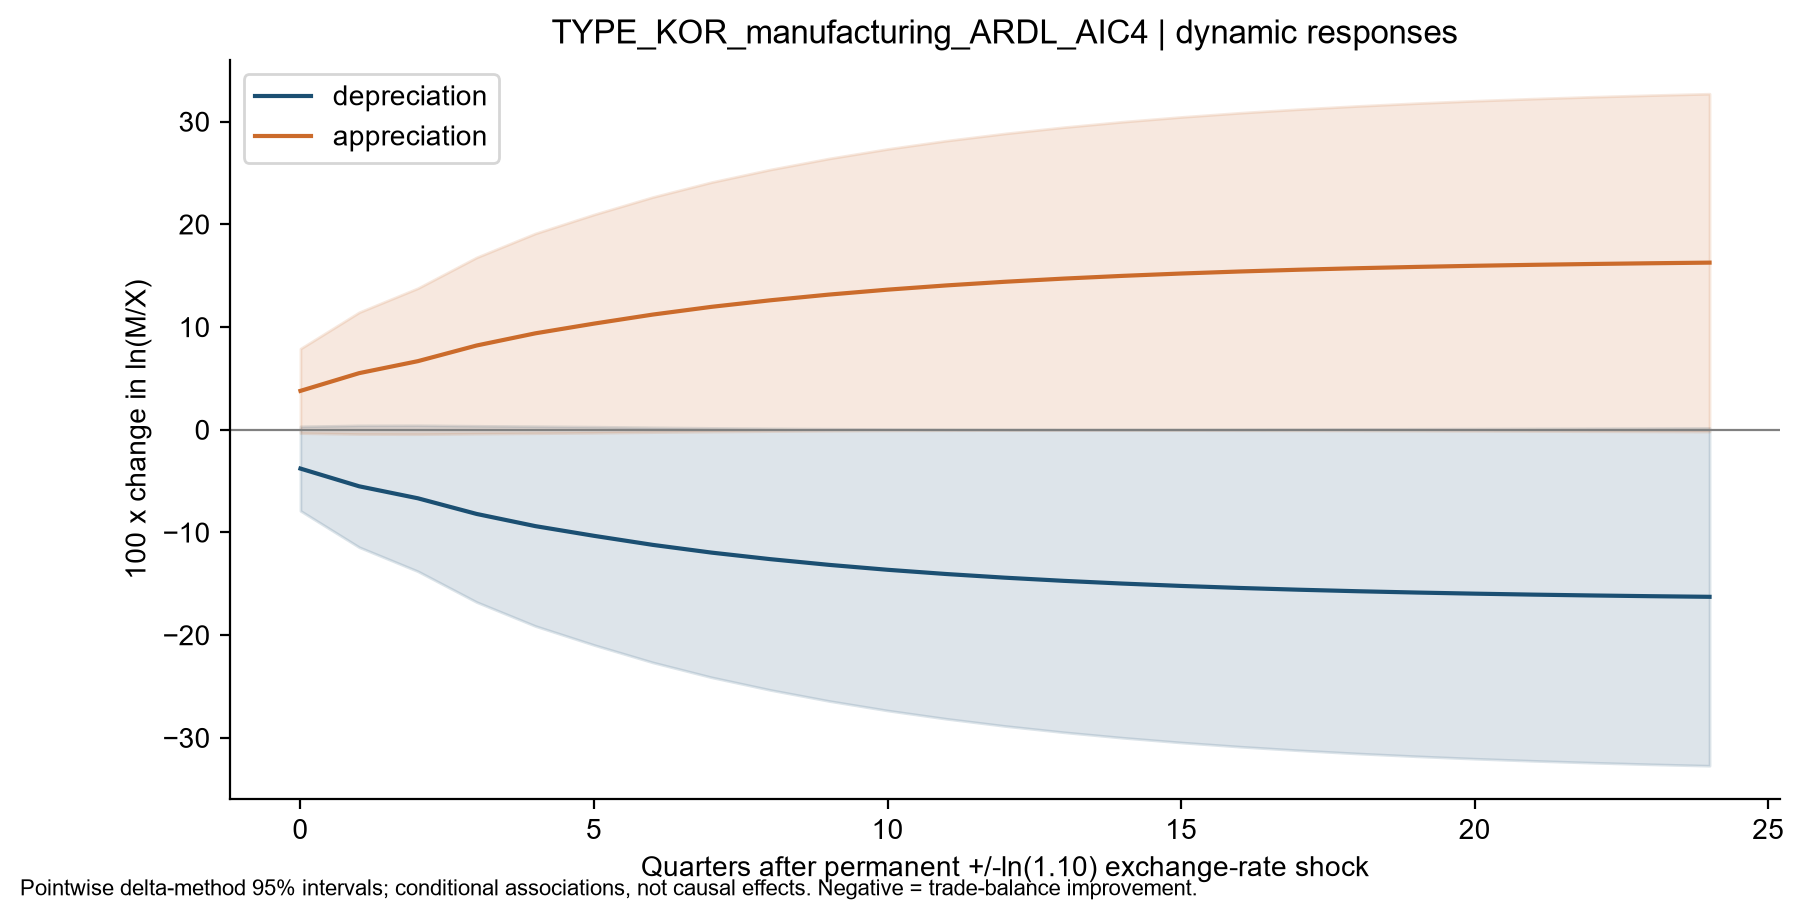 TYPE_KOR_manufacturing_ARDL_AIC4 | dynamic responses
depreciation
appreciation
100 x change in ln(M/X)
30
20
10
0
−10
−20
−30
0
5
10
15
20
25
Quarters after permanent +/-ln(1.10) exchange-rate shock
Pointwise delta-method 95% intervals; conditional associations, not causal effects. Negative = trade-balance improvement.